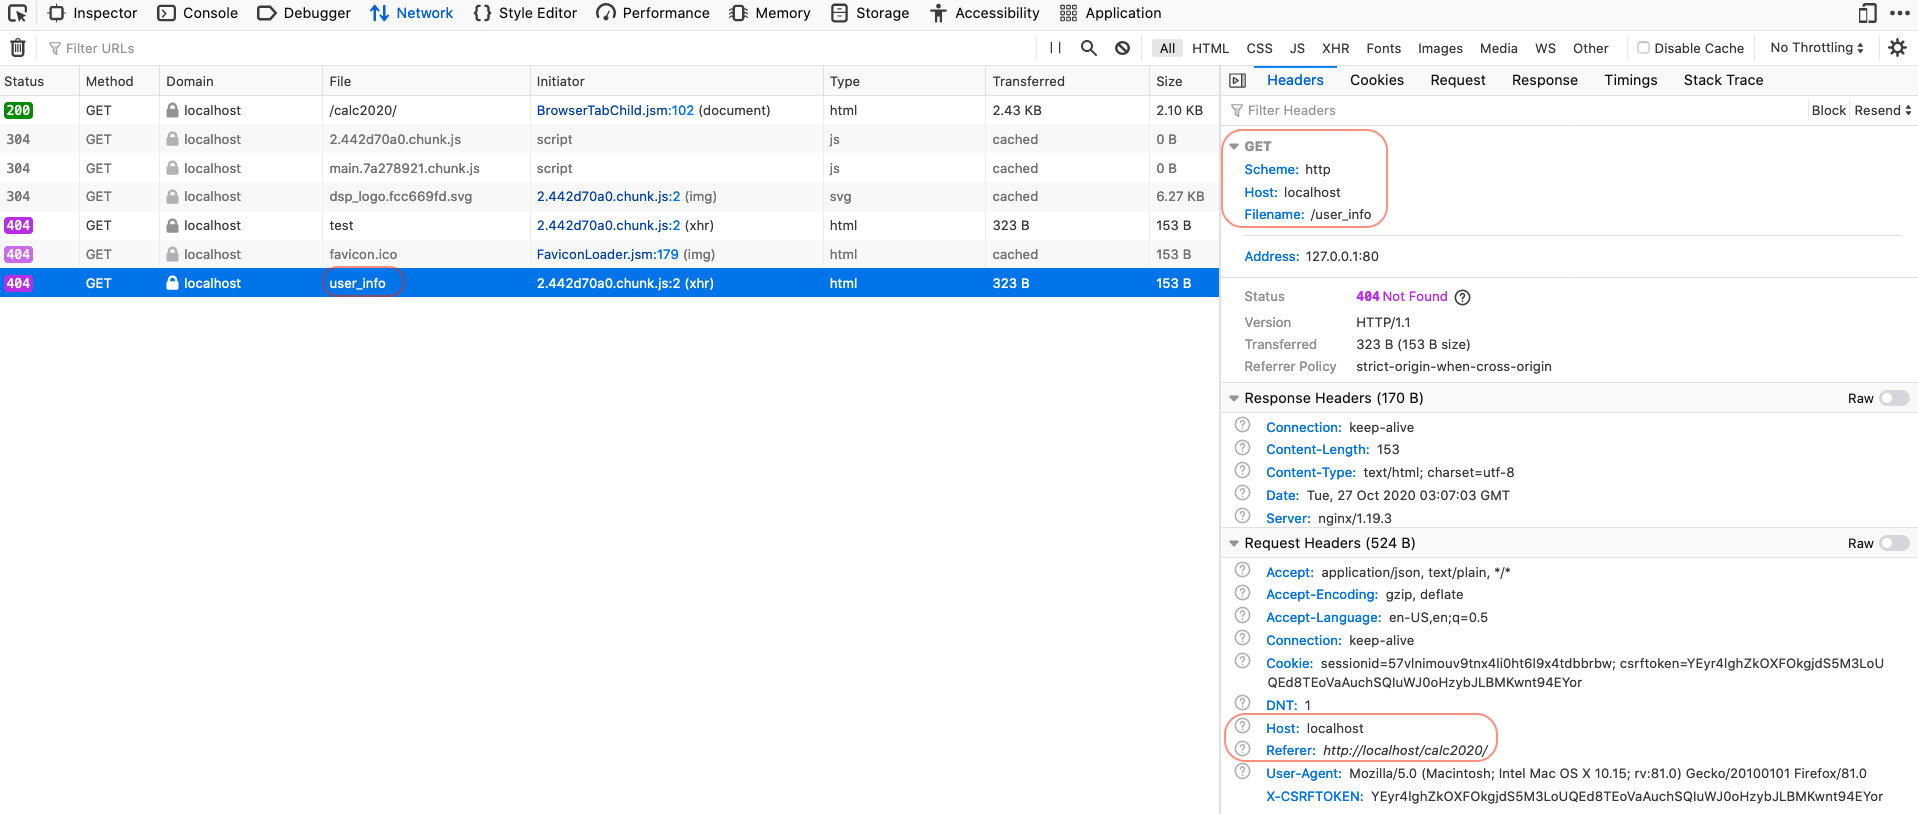 Inspector Console Debugger Network Style Editor Performance Memory Storage Accessibility Application
Filter URLs All HTML CSS JS XHR Fonts Images Media WS Other Disable Cache No Throttling
Status Method Domain File Initiator Type Transferred Size
200 GET localhost /calc2020/ BrowserTabChild.jsm:102 (document) html 2.43 KB 2.10 KB
304 GET localhost 2.442d70a0.chunk.js script js cached 0 B
304 GET localhost main.7a278921.chunk.js script js cached 0 B
304 GET localhost dsp_logo.fcc669fd.svg 2.442d70a0.chunk.js:2 (img) svg cached 6.27 KB
404 GET localhost test 2.442d70a0.chunk.js:2 (xhr) html 323 B 153 B
404 GET localhost favicon.ico FaviconLoader.jsm:179 (img) html cached 153 B
404 GET localhost user_info 2.442d70a0.chunk.js:2 (xhr) html 323 B 153 B
Headers Cookies Request Response Timings Stack Trace
Filter Headers Block Resend
GET
Scheme: http
Host: localhost
Filename: /user_info
Address: 127.0.0.1:80
Status 404 Not Found
Version HTTP/1.1
Transferred 323 B (153 B size)
Referrer Policy strict-origin-when-cross-origin
Response Headers (170 B) Raw
Connection: keep-alive
Content-Length: 153
Content-Type: text/html; charset=utf-8
Date: Tue, 27 Oct 2020 03:07:03 GMT
Server: nginx/1.19.3
Request Headers (524 B) Raw
Accept: application/json, text/plain, */*
Accept-Encoding: gzip, deflate
Accept-Language: en-US,en;q=0.5
Connection: keep-alive
Cookie: sessionid=57vlnimouv9tnx4li0ht6l9x4tdbbrbw; csrftoken=YEyr4lghZkOXFOkgjdS5M3LoU
QEd8TEoVaAuchSQIuWJ0oHzybJLBMKwnt94EYor
DNT: 1
Host: localhost
Referer: http://localhost/calc2020/
User-Agent: Mozilla/5.0 (Macintosh; Intel Mac OS X 10.15; rv:81.0) Gecko/20100101 Firefox/81.0
X-CSRFTOKEN: YEyr4lghZkOXFOkgjdS5M3LoUQEd8TEoVaAuchSQIuWJ0oHzybJLBMKwnt94EYor